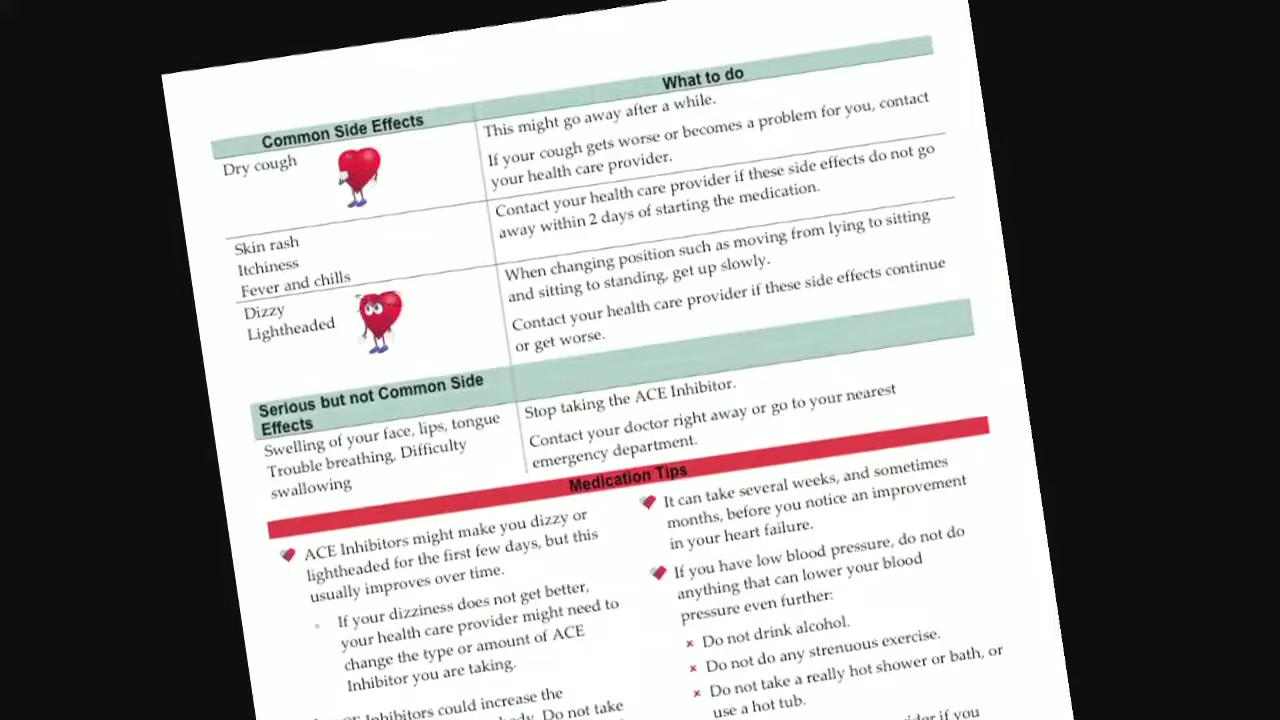 Common Side Effects
What to do
Dry cough
This might go away after a while.
If your cough gets worse or becomes a problem for you, contact
your health care provider.
Skin rash
Itchiness
Fever and chills
Contact your health care provider if these side effects do not go
away within 2 days of starting the medication.
Dizzy
Lightheaded
When changing position such as moving from lying to sitting
and sitting to standing, get up slowly.
Contact your health care provider if these side effects continue
or get worse.
Serious but not Common Side
Effects
Swelling of your face, lips, tongue
Trouble breathing, Difficulty
swallowing
Stop taking the ACE Inhibitor.
Contact your doctor right away or go to your nearest
emergency department.
Medication Tips
ACE Inhibitors might make you dizzy or
lightheaded for the first few days, but this
usually improves over time.
If your dizziness does not get better,
your health care provider might need to
change the type or amount of ACE
Inhibitor you are taking.
Inhibitors could increase the
Do not take
It can take several weeks, and sometimes
months, before you notice an improvement
in your heart failure.
If you have low blood pressure, do not do
anything that can lower your blood
pressure even further:
× Do not drink alcohol.
× Do not do any strenuous exercise.
× Do not take a really hot shower or bath, or
use a hot tub.
if you